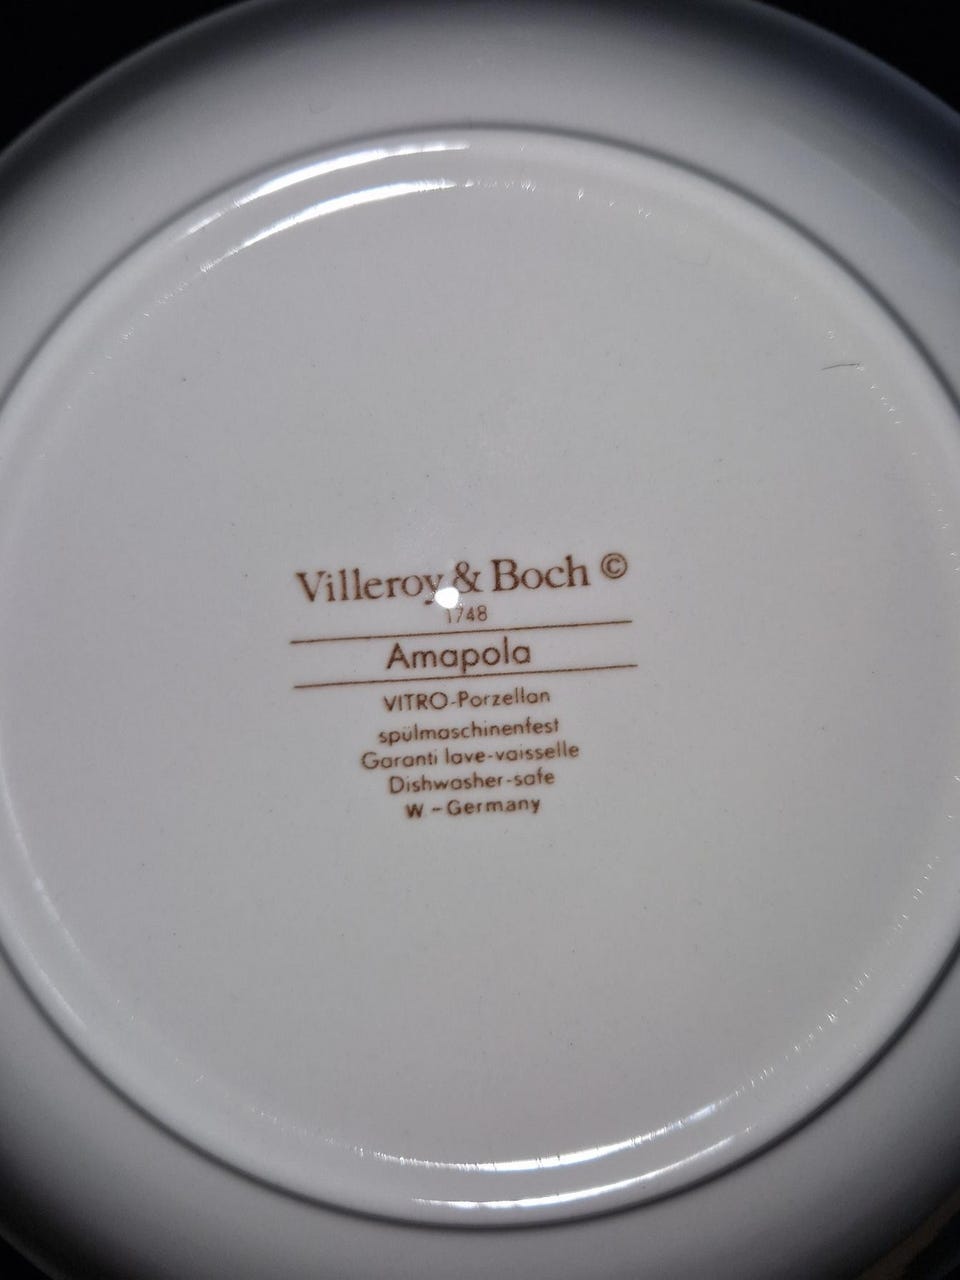 Villeroy & Boch ©
1748
Amapola
VITRO-Porzellan
spülmaschinenfest
Garanti lave-vaisselle
Dishwasher-safe
W - Germany